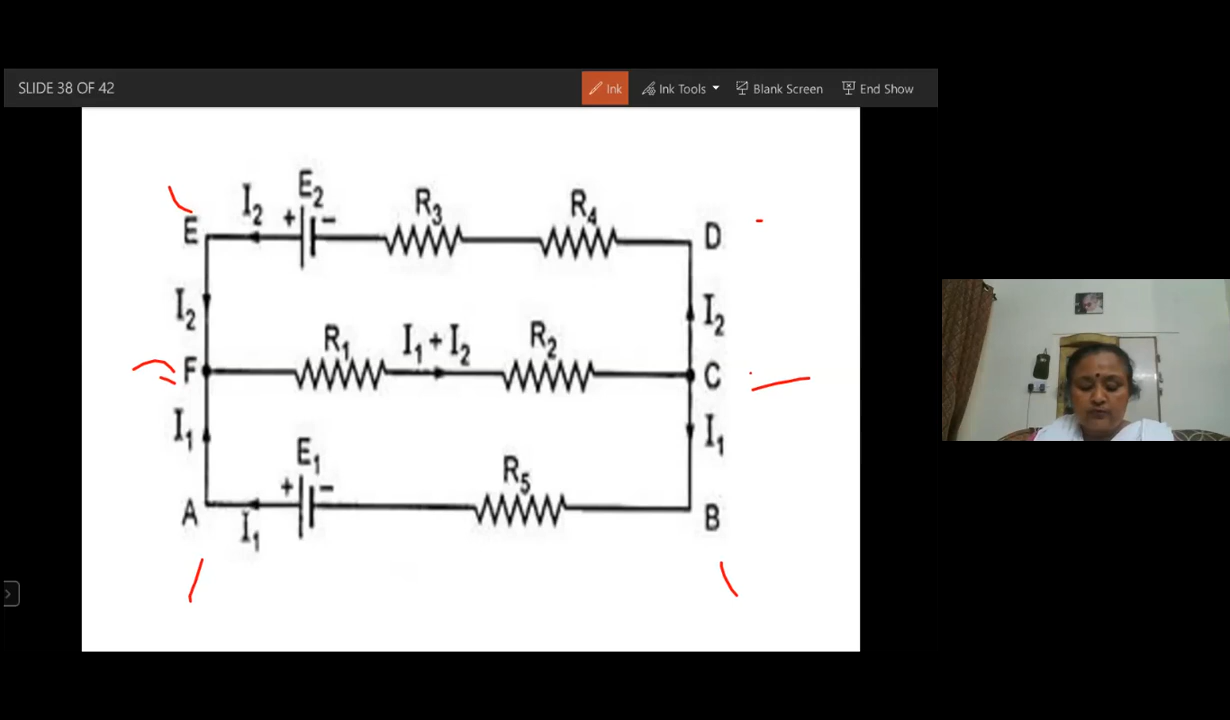 SLIDE 38 OF 42
Ink
Ink Tools
Blank Screen
End Show
E I₂ + E₂ - R₃ R₄ D
I₂ I₂
F R₁ I₁ + I₂ R₂ C
I₁ I₁
A I₁ + E₁ - R₅ B